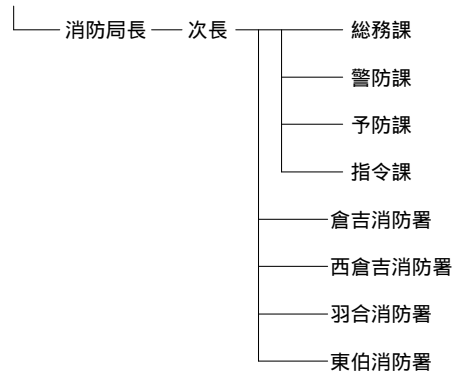 消防局長 次長 総務課
警防課
予防課
指令課
倉吉消防署
西倉吉消防署
羽合消防署
東伯消防署